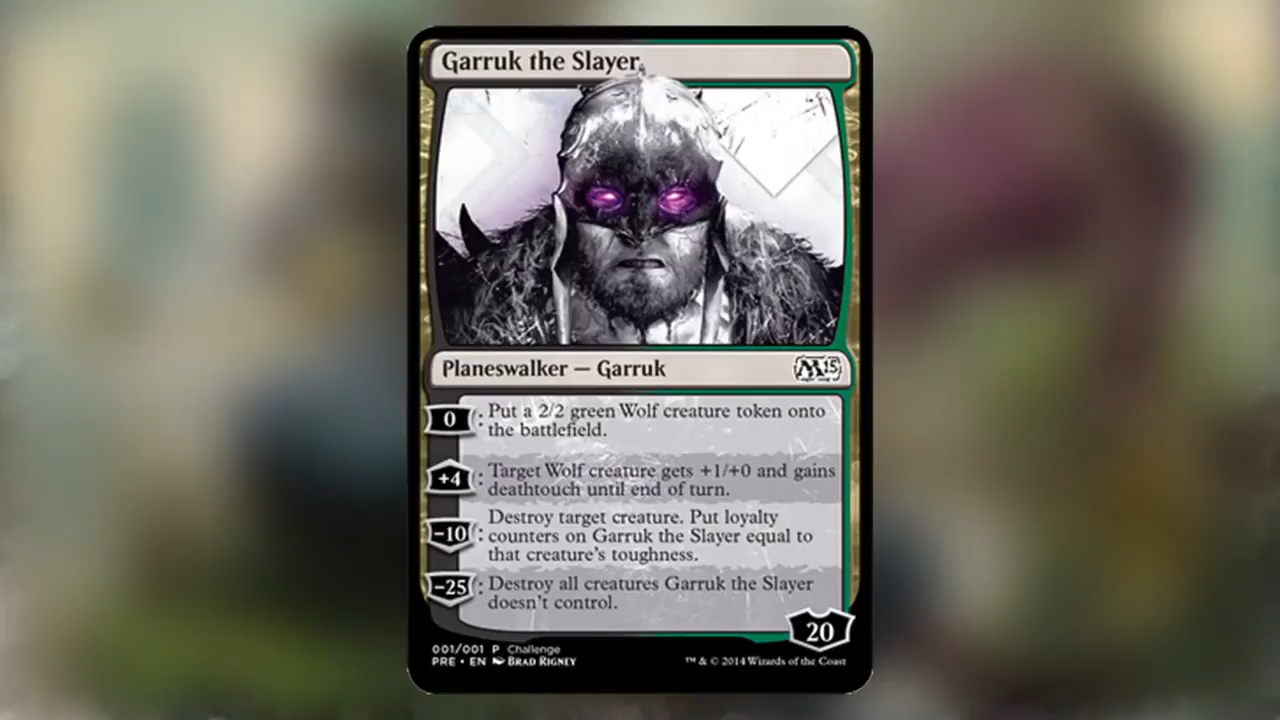 Garruk the Slayer
Planeswalker — Garruk
M15
0 : Put a 2/2 green Wolf creature token onto
the battlefield.
+4 : Target Wolf creature gets +1/+0 and gains
deathtouch until end of turn.
−10 : Destroy target creature. Put loyalty
counters on Garruk the Slayer equal to
that creature's toughness.
−25 : Destroy all creatures Garruk the Slayer
doesn't control.
20
001/001 P Challenge
PRE • EN Brad Rigney
™ & © 2014 Wizards of the Coast